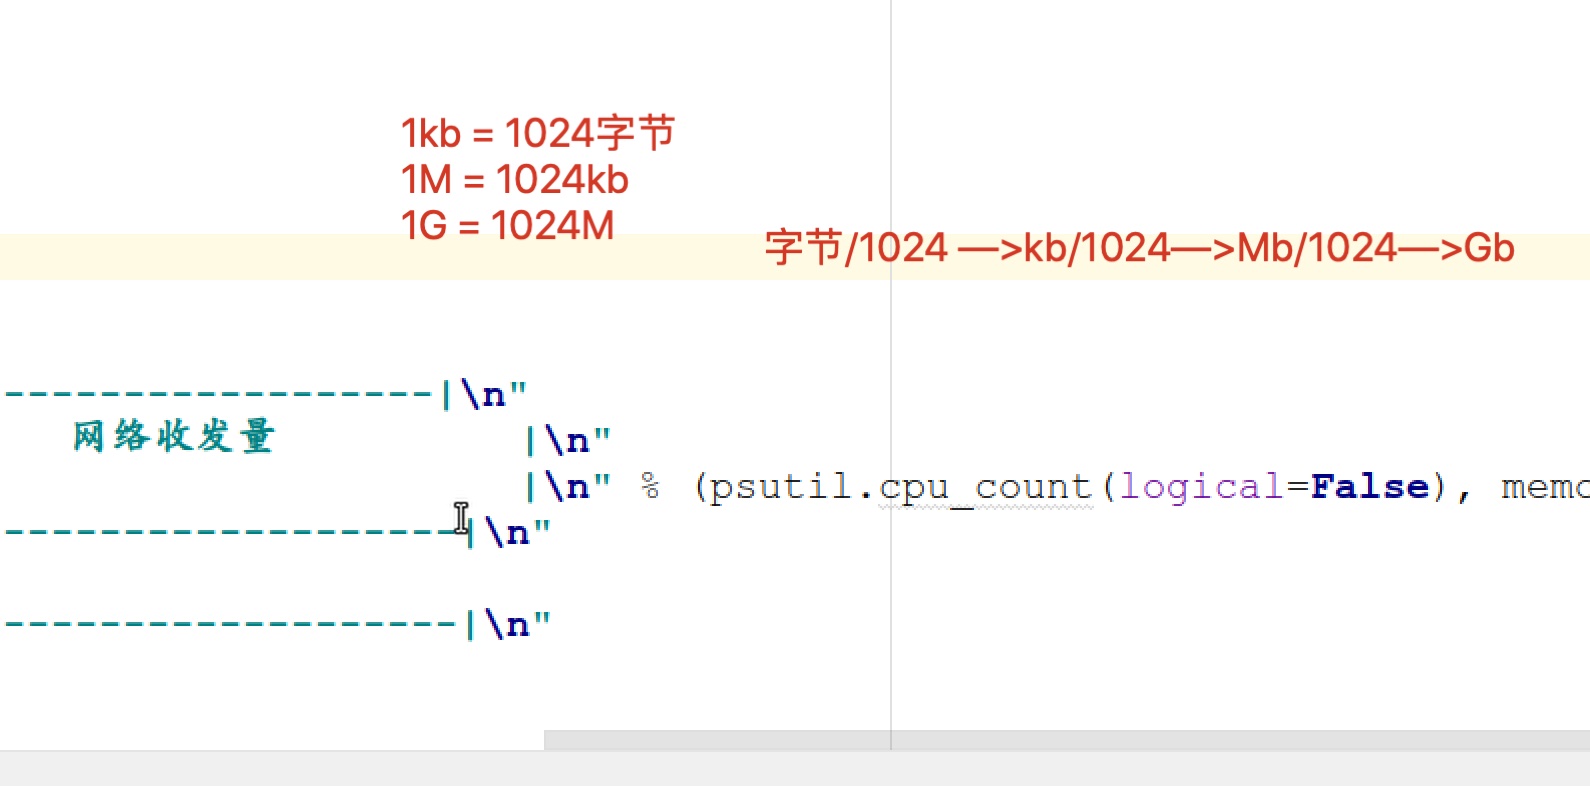 1kb = 1024字节
1M = 1024kb
1G = 1024M
字节/1024 —>kb/1024—>Mb/1024—>Gb
------------------|\n"
网络收发量 |\n"
|\n" % (psutil.cpu_count(logical=False), memo
-------------------|\n"
-------------------|\n"